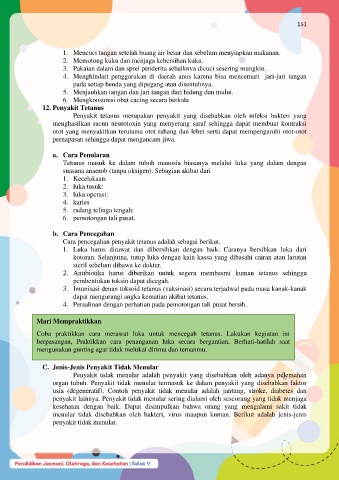 151
1. Mencuci tangan setelah buang air besar dan sebelum menyiapkan makanan.
2. Memotong kuku dan menjaga kebersihan kuku.
3. Pakaian dalam dan sprei penderita sebaiknya dicuci sesering mungkin.
4. Menghindari penggarukan di daerah anus karena bisa mencemari jari-jari tangan
pada setiap benda yang dipegang atau disentuhnya.
5. Menjauhkan tangan dan jari tangan dari hidung dan mulut.
6. Mengkonsumsi obat cacing secara berkala
12. Penyakit Tetanus
Penyakit tetanus merupakan penyakit yang disebabkan oleh infeksi bakteri yang
menghasilkan racun neurotoxin yang menyerang saraf sehingga dapat membuat kontraksi
otot yang menyakitkan terutama otot rahang dan leher serta dapat mempengaruhi otot-otot
pernapasan sehingga dapat mengancam jiwa.
a. Cara Penularan
Tetanus masuk ke dalam tubuh manusia biasanya melalui luka yang dalam dengan
suasana anaerob (tanpa oksigen). Sebagian akibat dari
1. Kecelakaan:
2. luka tusuk:
3. luka operasi:
4. karies
5. radang telinga tengah:
6. pemotongan tali pusat.
b. Cara Pencegahan
Cara pencegahan penyakit tetanus adalah sebagai berikut.
1. Luka harus dirawat dan dibersihkan dengan baik. Caranya bersihkan luka dari
kotoran. Selanjutna, tutup luka dengan kain kassa yang dibasahi cairan atau larutan
steril sebelum dibawa ke dokter.
2. Antibiotika harus diberikan untuk segera membasmi kuman tetanus sehingga
pembentukan toksin dapat dicegah.
3. Imunisasi denan toksoid tetanus (vaksinasi) secara terjadwal pada masa kanak-kanak
dapat mengurangi angka kematian akibat tetanus.
4. Persalinan dengan perhatian pada pemotongan tali pusat bersih.
Mari Mempraktikkan
Coba praktikkan cara merawat luka untuk mencegah tetanus. Lakukan kegiatan ini
berpasangan, Praktikkan cara penanganan luka secara bergantian. Berhati-hatilah saat
mengunakan gunting agar tidak melukai dirimu dan temanmu.
C. Jenis-Jenis Penyakit Tidak Menular
Penyakit tidak menular adalah penyakit yang disebabkan oleh adanya pelemahan
organ tubuh. Penyakit tidak menular termasuk ke dalam penyakit yang disebabkan faktor
usia (degeneratif). Contoh penyakit tidak menular adalah jantung, stroke, diabetes dan
penyakit lainnya. Penyakit tidak menular sering dialami oleh seseorang yang tidak menjaga
kesehatan dengan baik. Dapat disimpulkan bahwa orang yang mengalami sakit tidak
menular tidak disebabkan oleh bakteri, virus maupun kuman. Berikut adalah jenis-jenis
penyakit tidak menular.
Pendidikan Jasmani, Olahraga, dan Kesehatan | Kelas V